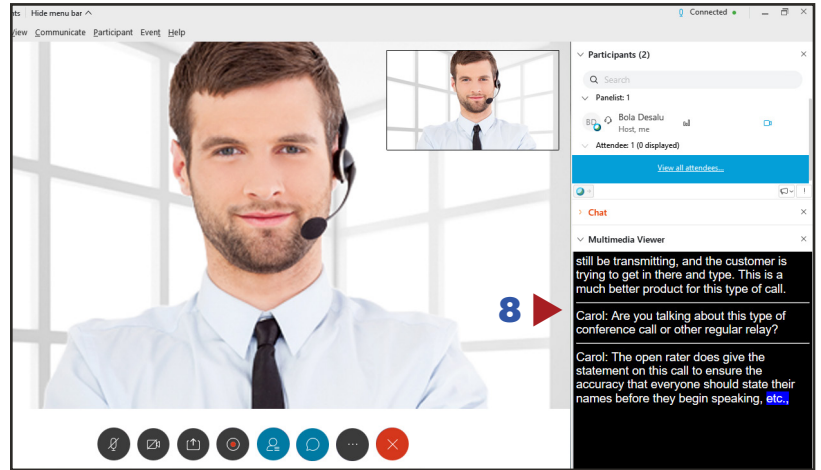 nts Hide menu bar ^
Connected
View Communicate Participant Event Help
Participants (2)
Search
Panelist: 1
BD Bola Desalu
Host, me
Attendee: 1 (0 displayed)
View all attendees...
Chat
Multimedia Viewer
still be transmitting, and the customer is
trying to get in there and type. This is a
much better product for this type of call.
8
Carol: Are you talking about this type of
conference call or other regular relay?
Carol: The open rater does give the
statement on this call to ensure the
accuracy that everyone should state their
names before they begin speaking, etc.,